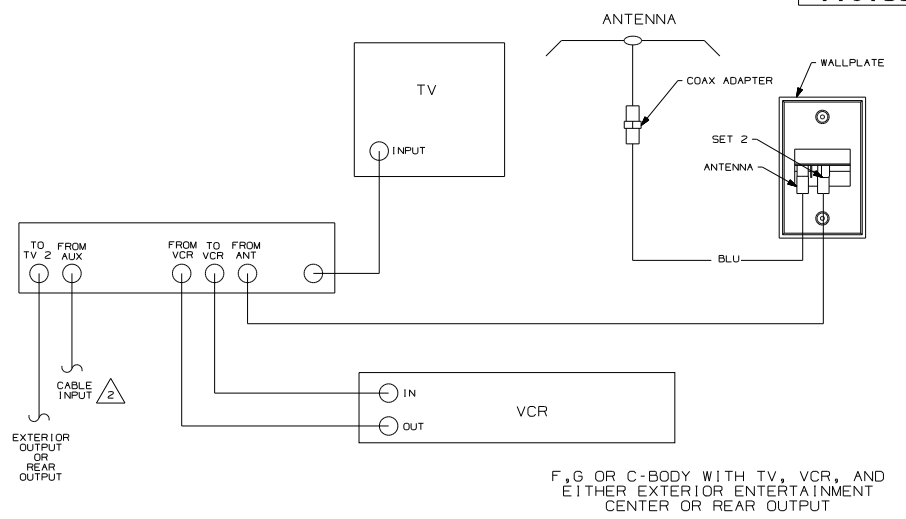 ANTENNA
WALLPLATE
COAX ADAPTER
TV
SET 2
INPUT
ANTENNA
TO
TV 2
FROM
AUX
FROM
VCR
TO
VCR
FROM
ANT
BLU
CABLE
INPUT
2
IN
VCR
OUT
EXTERIOR
OUTPUT
OR
REAR
OUTPUT
F,G OR C-BODY WITH TV, VCR, AND
EITHER EXTERIOR ENTERTAINMENT
CENTER OR REAR OUTPUT